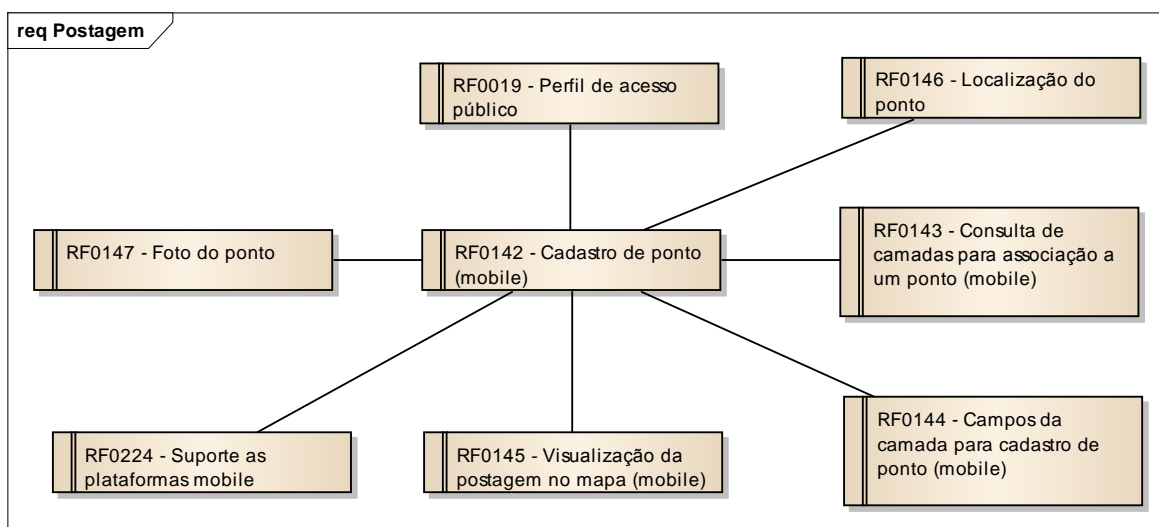 req Postagem
RF0019 - Perfil de acesso
público
RF0146 - Localização do
ponto
RF0147 - Foto do ponto
RF0142 - Cadastro de ponto
(mobile)
RF0143 - Consulta de
camadas para associação a
um ponto (mobile)
RF0224 - Suporte as
plataformas mobile
RF0145 - Visualização da
postagem no mapa (mobile)
RF0144 - Campos da
camada para cadastro de
ponto (mobile)